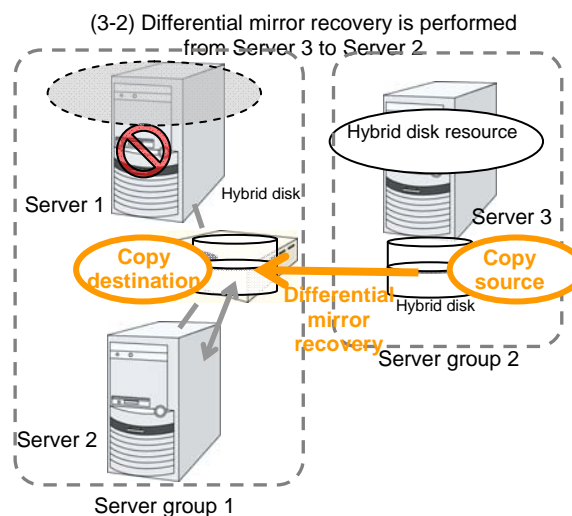 (3-2) Differential mirror recovery is performed
from Server 3 to Server 2
Hybrid disk resource
Server 1
Hybrid disk
Server 3
Copy
destination
Copy
source
Differential
mirror
recovery
Hybrid disk
Server group 2
Server 2
Server group 1